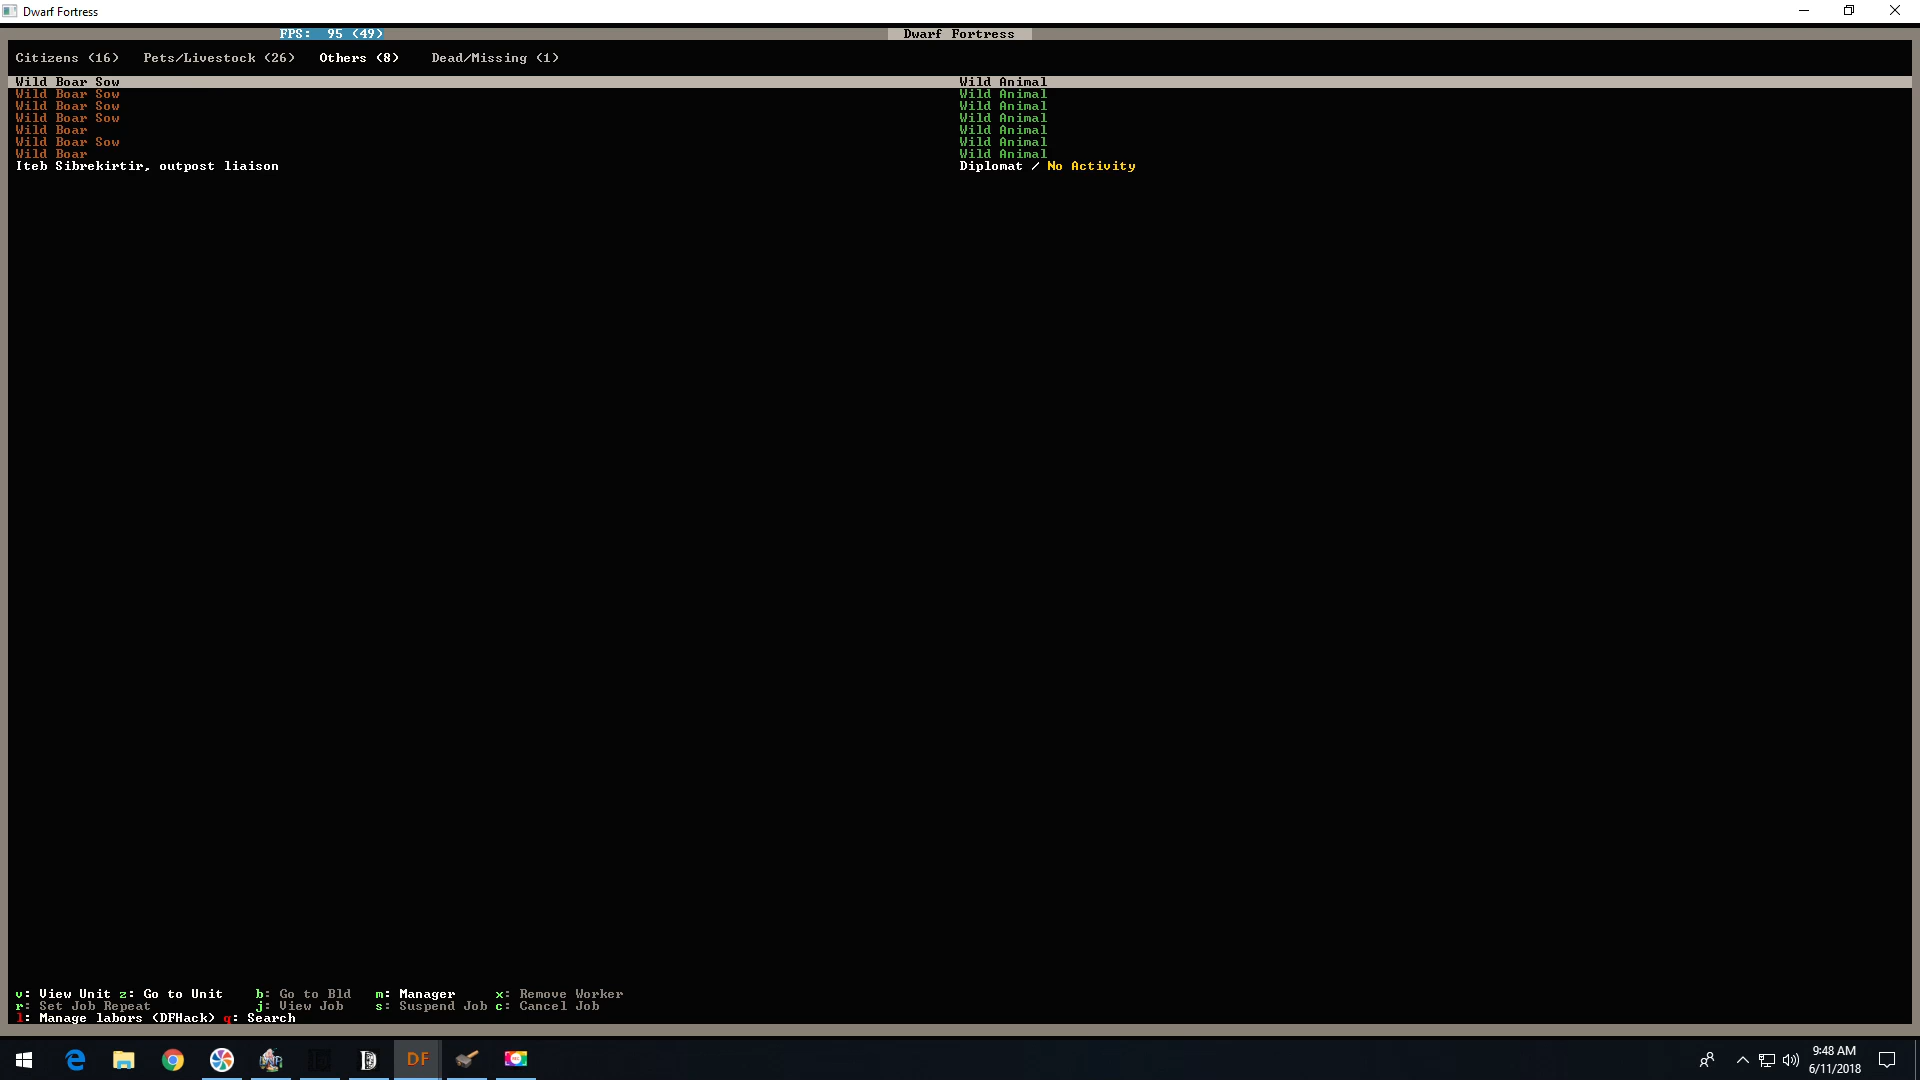 Dwarf Fortress
FPS: 95 (49) Dwarf Fortress
Citizens (16) Pets/Livestock (26) Others (8) Dead/Missing (1)
Wild Boar Sow Wild Animal
Wild Boar Sow Wild Animal
Wild Boar Sow Wild Animal
Wild Boar Sow Wild Animal
Wild Boar Wild Animal
Wild Boar Sow Wild Animal
Wild Boar Wild Animal
Iteb Sibrekirtir, outpost liaison Diplomat / No Activity
v: View Unit z: Go to Unit b: Go to Bld m: Manager x: Remove Worker
r: Set Job Repeat j: View Job s: Suspend Job c: Cancel Job
l: Manage labors (DFHack) q: Search
DF
9:48 AM
6/11/2018